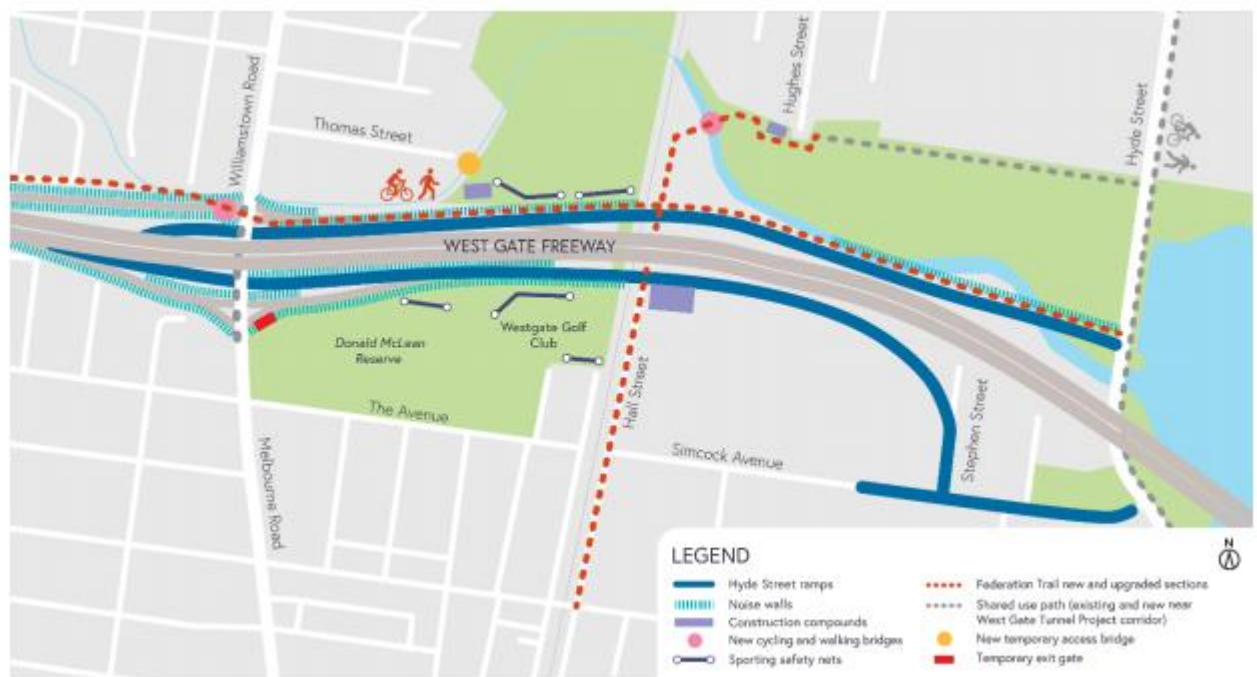 Hughes Street
Williamstown Road
Thomas Street
Hyde Street
WEST GATE FREEWAY
Westgate Golf
Club
Donald McLean
Reserve
Hall Street
The Avenue
Stephen Street
Simcock Avenue
Melbourne Road
LEGEND
N
Hyde Street ramps
Noise walls
Construction compounds
New cycling and walking bridges
Sporting safety nets
Federation Trail new and upgraded sections
Shared use path (existing and new near
West Gate Tunnel Project corridor)
New temporary access bridge
Temporary exit gate